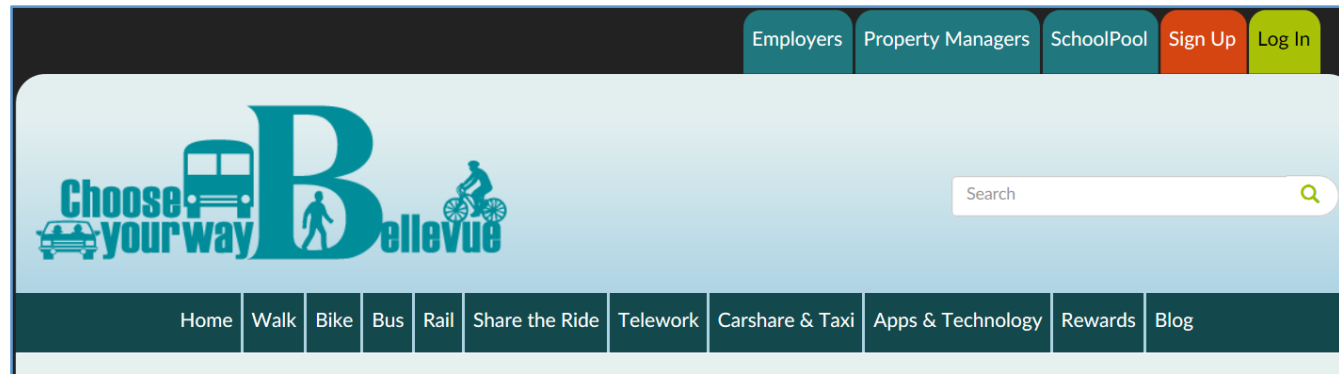 Employers Property Managers SchoolPool Sign Up Log In
Choose
your way Bellevue
Search
Home Walk Bike Bus Rail Share the Ride Telework Carshare & Taxi Apps & Technology Rewards Blog